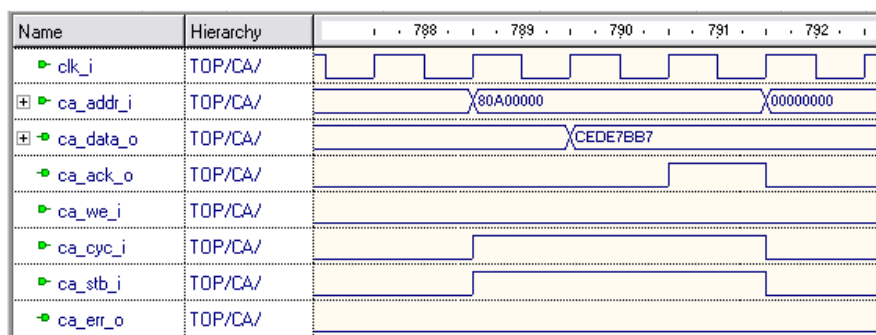 Name Hierarchy 788 789 790 791 792
clk_i TOP/CA/
ca_addr_i TOP/CA/ 80A00000 00000000
ca_data_o TOP/CA/ CEDE7BB7
ca_ack_o TOP/CA/
ca_we_i TOP/CA/
ca_cyc_i TOP/CA/
ca_stb_i TOP/CA/
ca_err_o TOP/CA/